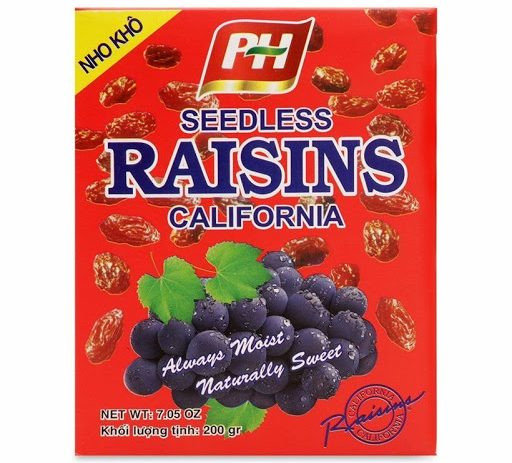 NHO KHÔ
PH
SEEDLESS
RAISINS
CALIFORNIA
Always Moist
Naturally Sweet
NET WT: 7.05 OZ
Khối lượng tịnh: 200 gr
CALIFORNIA
Raisins
CALIFORNIA